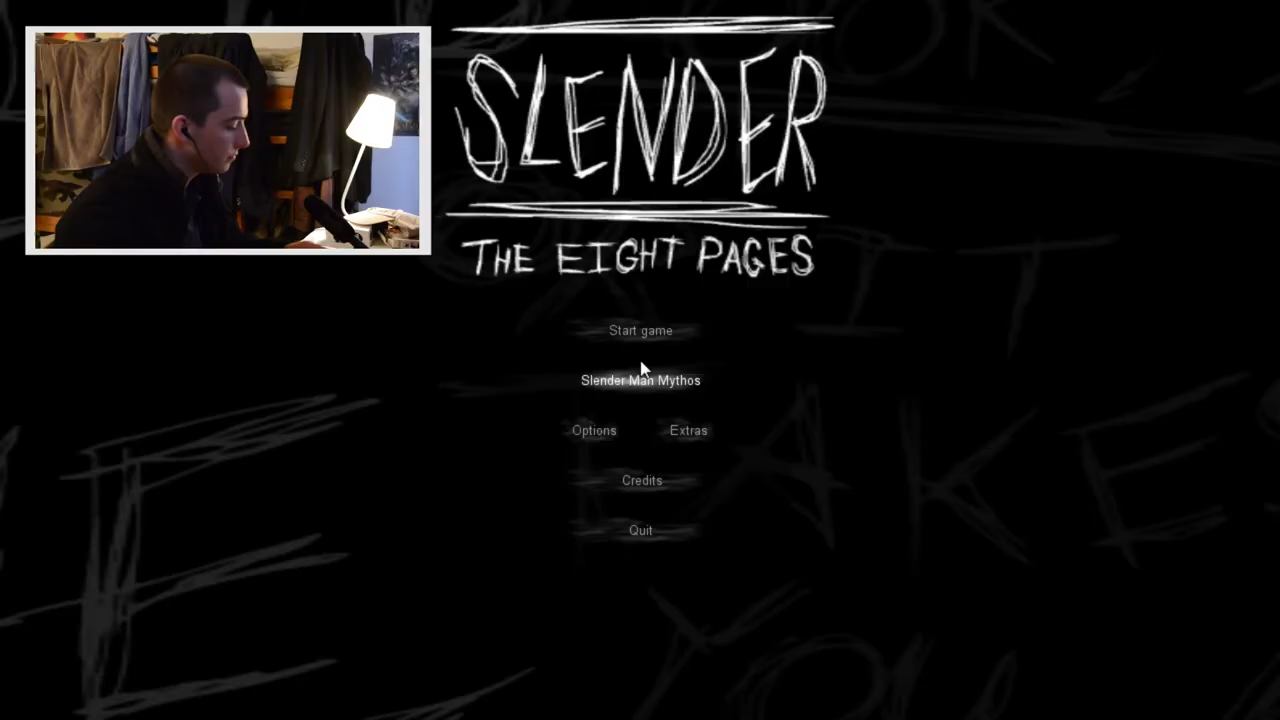 SLENDER
THE EIGHT PAGES
Start game
Slender Man Mythos
Options Extras
Credits
Quit